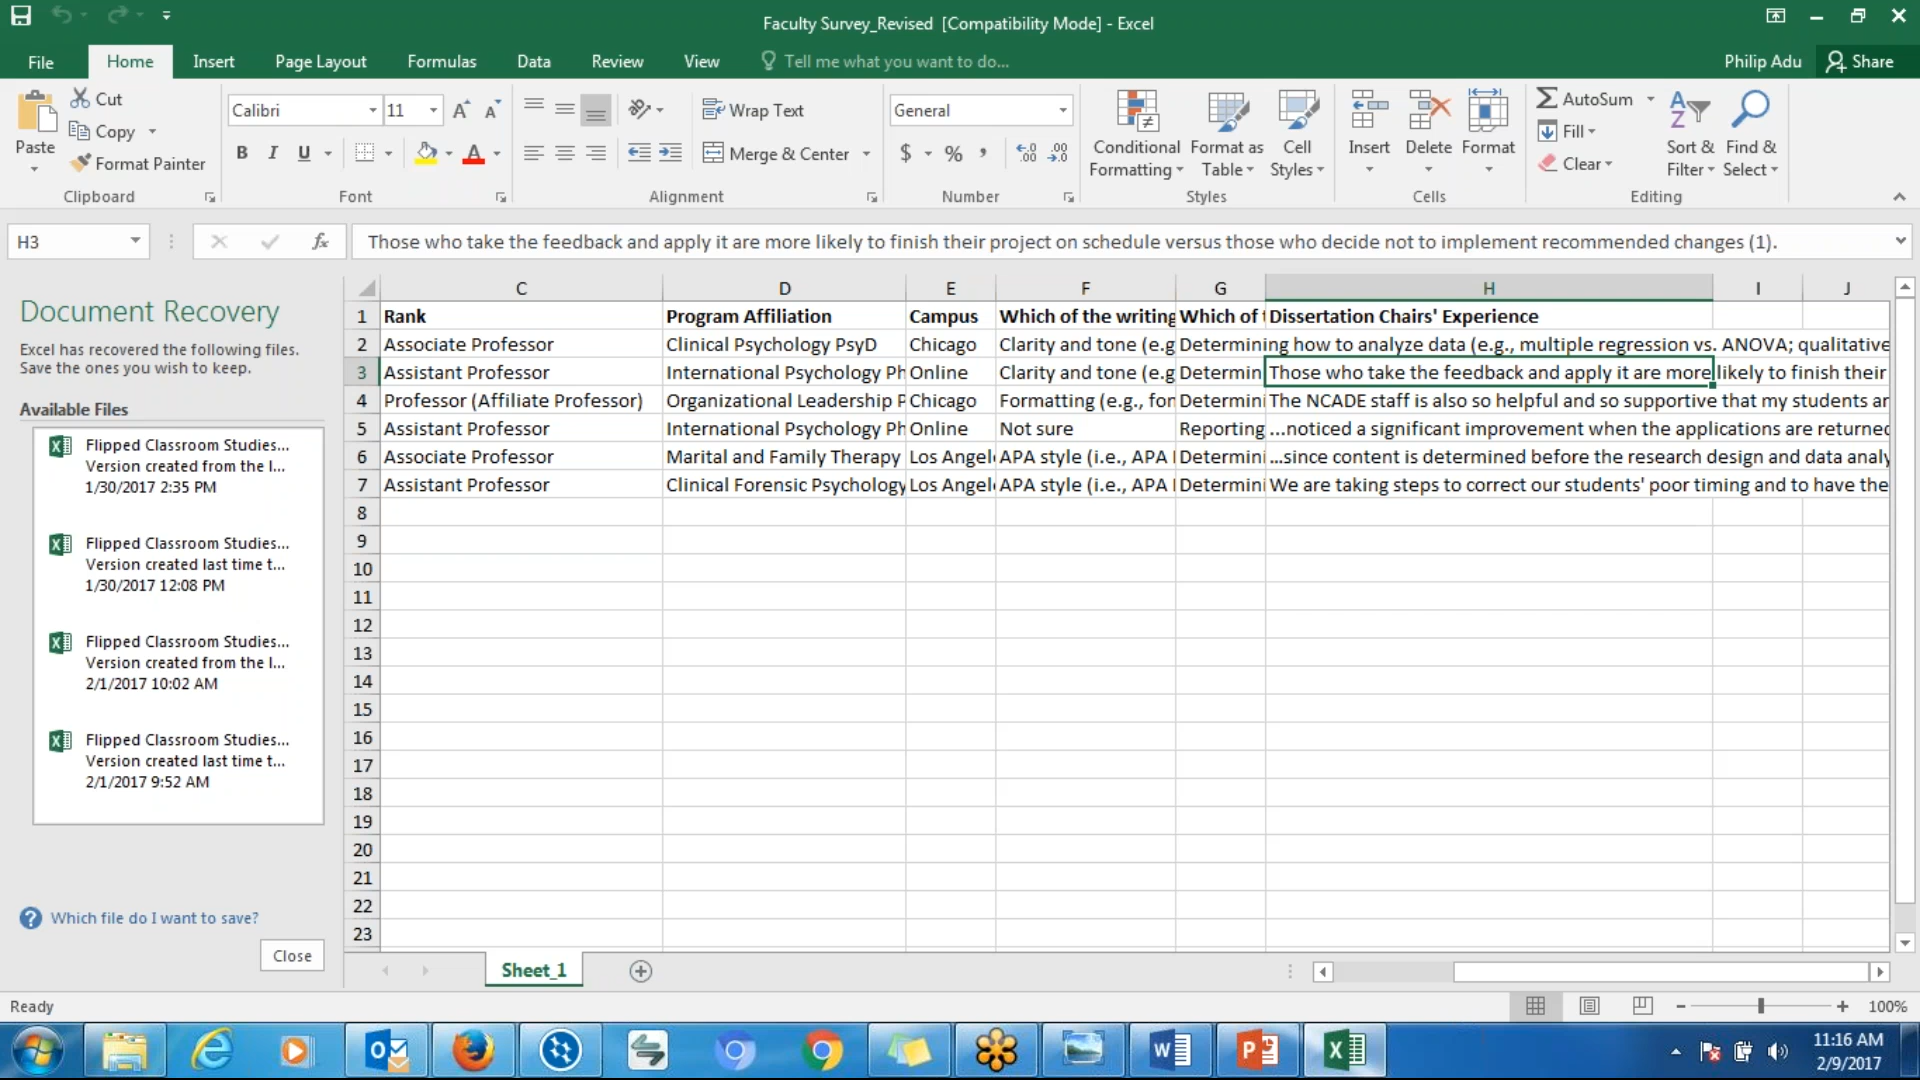 Faculty Survey_Revised [Compatibility Mode] - Excel
File Home Insert Page Layout Formulas Data Review View Tell me what you want to do... Philip Adu Share
Paste
Cut
Copy
Format Painter
Clipboard
Calibri 11
B I U
Font
Wrap Text
Merge & Center
Alignment
General
$ %
Number
Conditional Formatting
Format as Table
Cell Styles
Styles
Insert Delete Format
Cells
AutoSum
Fill
Clear
Sort & Filter
Find & Select
Editing
H3 fx Those who take the feedback and apply it are more likely to finish their project on schedule versus those who decide not to implement recommended changes (1).
Document Recovery
Excel has recovered the following files.
Save the ones you wish to keep.
Available Files
Flipped Classroom Studies...
Version created from the l...
1/30/2017 2:35 PM
Flipped Classroom Studies...
Version created last time t...
1/30/2017 12:08 PM
Flipped Classroom Studies...
Version created from the l...
2/1/2017 10:02 AM
Flipped Classroom Studies...
Version created last time t...
2/1/2017 9:52 AM
Which file do I want to save?
Close
C D E F G H I J
1 Rank Program Affiliation Campus Which of the writing Which of t Dissertation Chairs' Experience
2 Associate Professor Clinical Psychology PsyD Chicago Clarity and tone (e.g Determining how to analyze data (e.g., multiple regression vs. ANOVA; qualitative
3 Assistant Professor International Psychology Ph Online Clarity and tone (e.g Determin Those who take the feedback and apply it are more likely to finish their
4 Professor (Affiliate Professor) Organizational Leadership P Chicago Formatting (e.g., fon Determini The NCADE staff is also so helpful and so supportive that my students ar
5 Assistant Professor International Psychology Ph Online Not sure Reporting ...noticed a significant improvement when the applications are returned
6 Associate Professor Marital and Family Therapy Los Angel APA style (i.e., APA Determini ...since content is determined before the research design and data analy
7 Assistant Professor Clinical Forensic Psychology Los Angel APA style (i.e., APA Determini We are taking steps to correct our students' poor timing and to have the
8
9
10
11
12
13
14
15
16
17
18
19
20
21
22
23
Sheet_1
Ready 100%
11:16 AM
2/9/2017